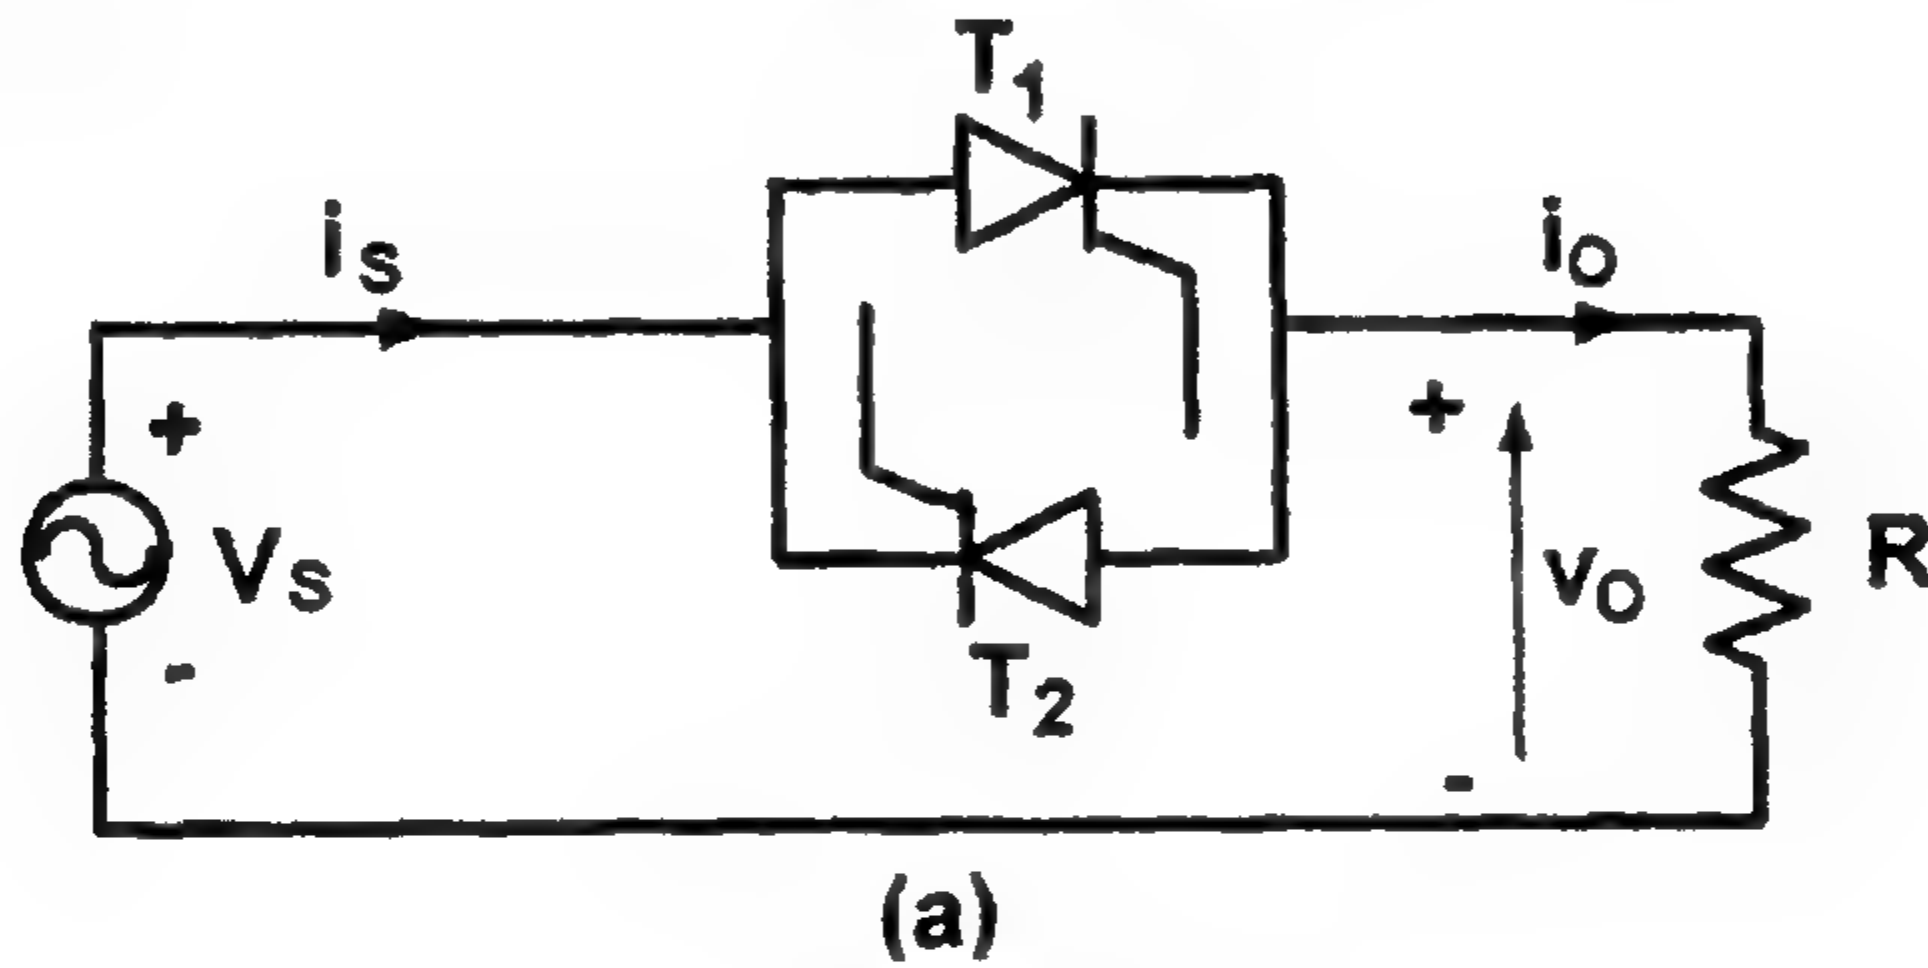 T1
iS
iO
+
+
VS
vO
R
-
T2
-
(a)